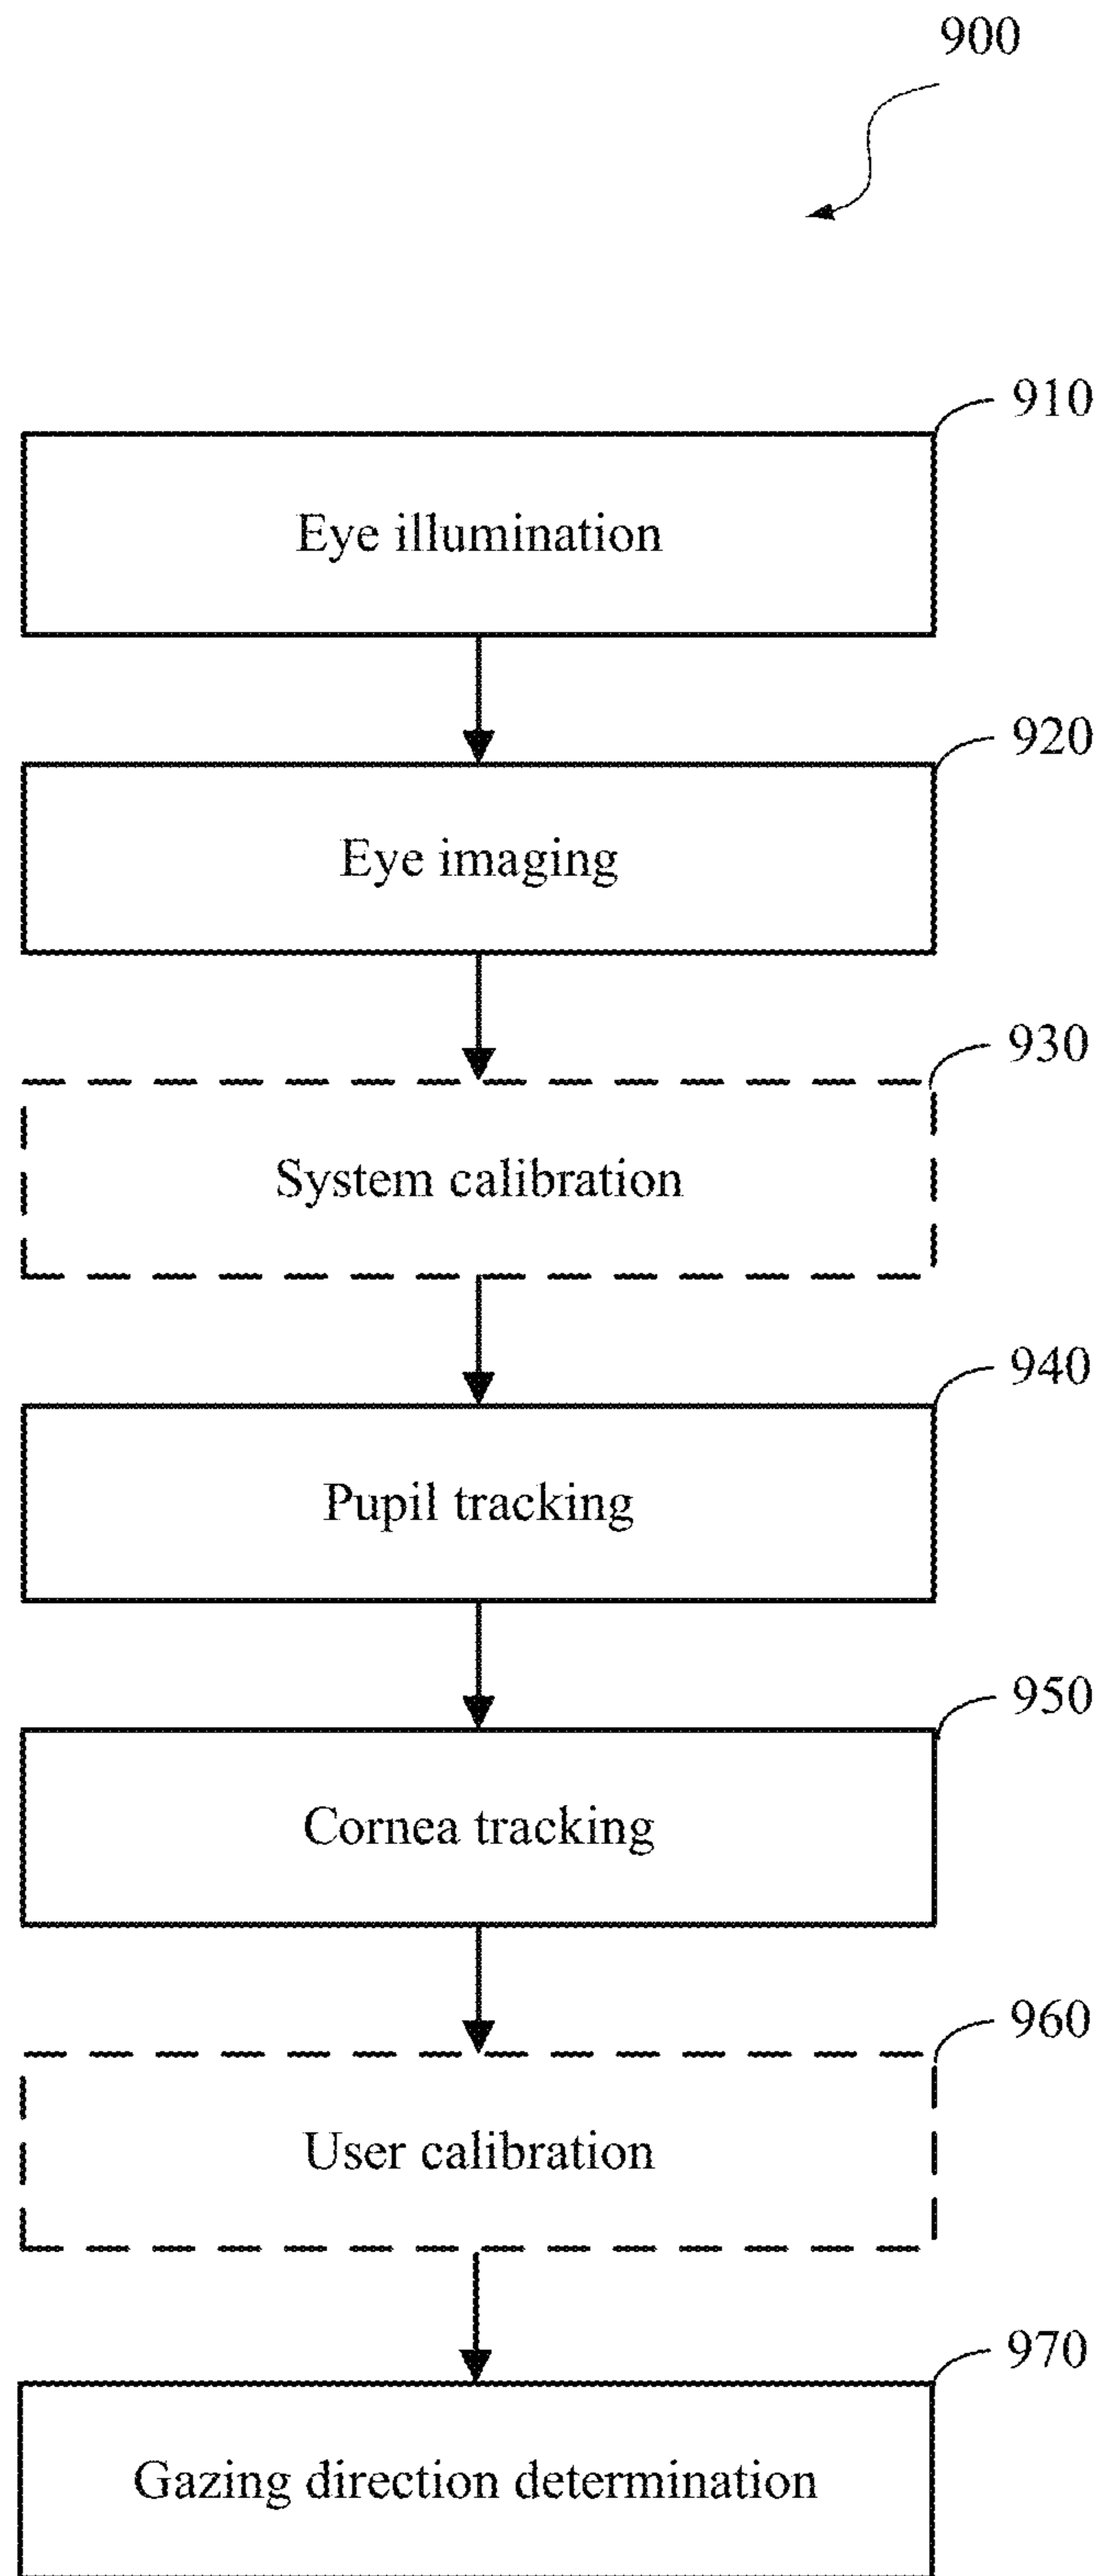 900
910
Eye illumination
920
Eye imaging
930
System calibration
940
Pupil tracking
950
Cornea tracking
960
User calibration
970
Gazing direction determination